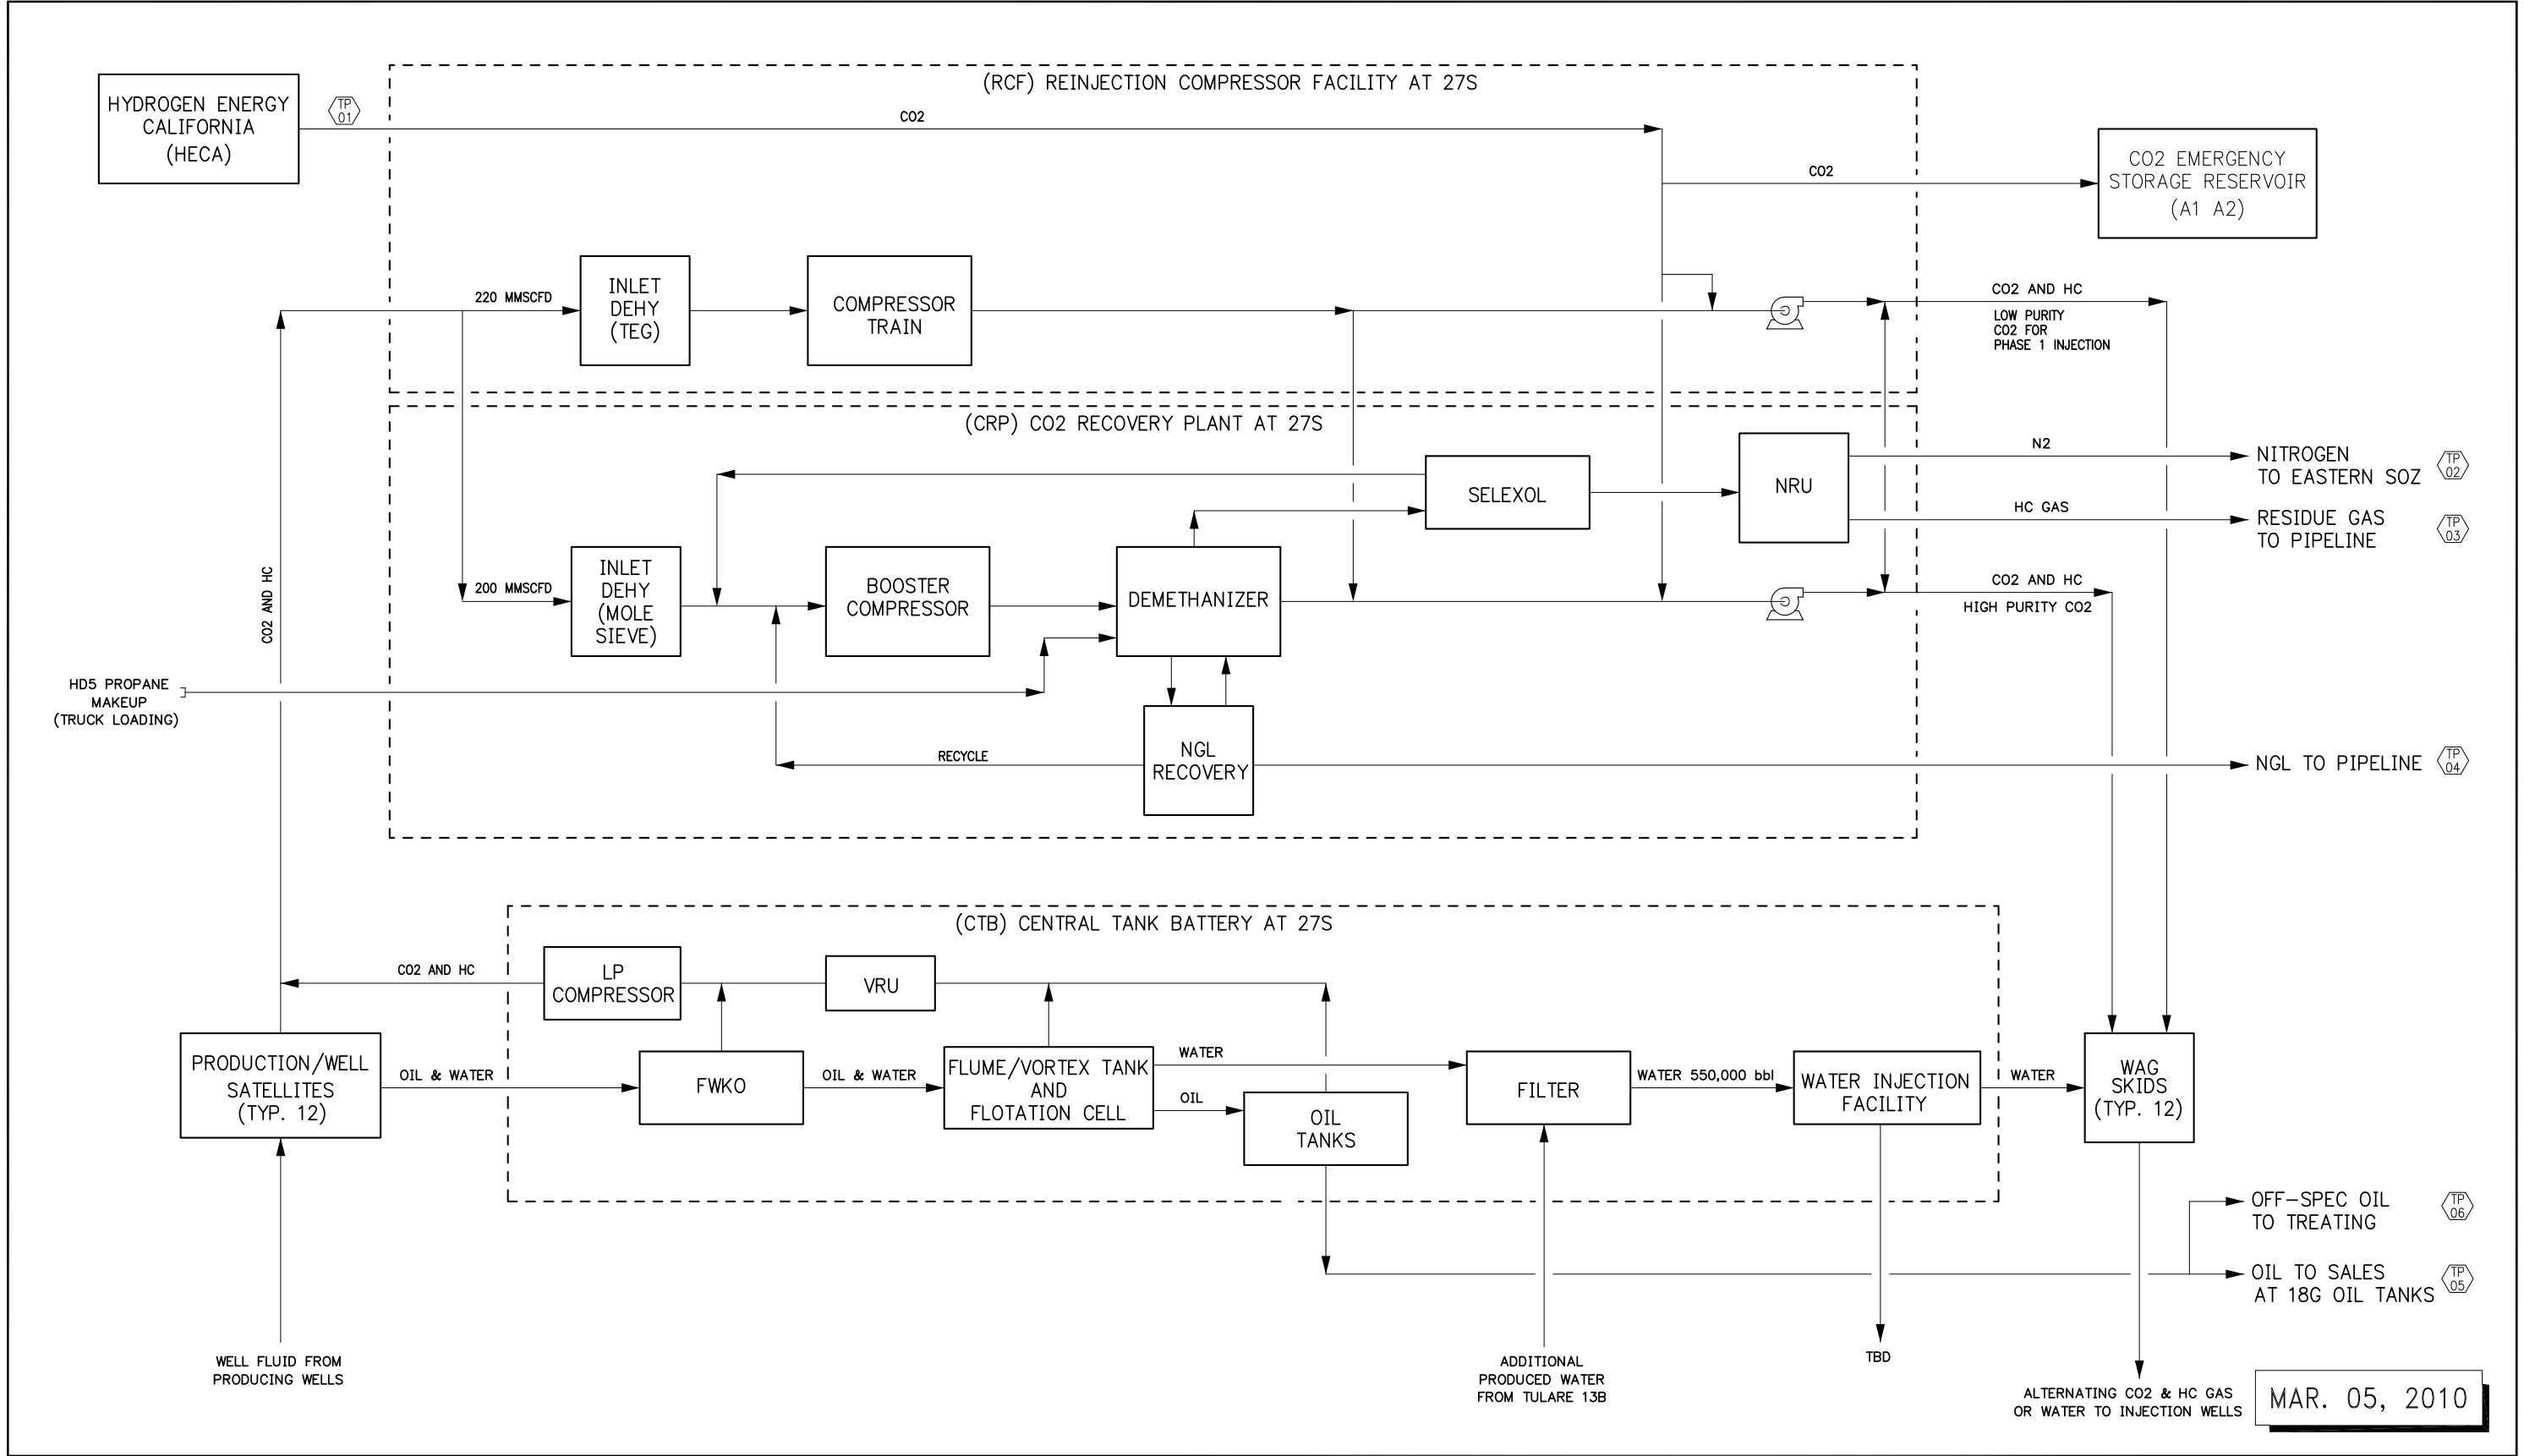 (RCF) REINJECTION COMPRESSOR FACILITY AT 27S
HYDROGEN ENERGY
CALIFORNIA
(HECA)
TP
01
CO2
CO2
CO2 EMERGENCY
STORAGE RESERVOIR
(A1 A2)
220 MMSCFD
INLET
DEHY
(TEG)
COMPRESSOR
TRAIN
CO2 AND HC
LOW PURITY
CO2 FOR
PHASE 1 INJECTION
(CRP) CO2 RECOVERY PLANT AT 27S
SELEXOL
NRU
N2
NITROGEN
TO EASTERN SOZ
TP
02
HC GAS
RESIDUE GAS
TO PIPELINE
TP
03
CO2 AND HC
200 MMSCFD
INLET
DEHY
(MOLE
SIEVE)
BOOSTER
COMPRESSOR
DEMETHANIZER
CO2 AND HC
HIGH PURITY CO2
HD5 PROPANE
MAKEUP
(TRUCK LOADING)
RECYCLE
NGL
RECOVERY
NGL TO PIPELINE
TP
04
(CTB) CENTRAL TANK BATTERY AT 27S
CO2 AND HC
LP
COMPRESSOR
VRU
PRODUCTION/WELL
SATELLITES
(TYP. 12)
OIL & WATER
FWKO
OIL & WATER
FLUME/VORTEX TANK
AND
FLOTATION CELL
WATER
OIL
OIL
TANKS
FILTER
WATER 550,000 bbl
WATER INJECTION
FACILITY
WATER
WAG
SKIDS
(TYP. 12)
OFF-SPEC OIL
TO TREATING
TP
06
OIL TO SALES
AT 18G OIL TANKS
TP
05
WELL FLUID FROM
PRODUCING WELLS
ADDITIONAL
PRODUCED WATER
FROM TULARE 13B
TBD
ALTERNATING CO2 & HC GAS
OR WATER TO INJECTION WELLS
MAR. 05, 2010